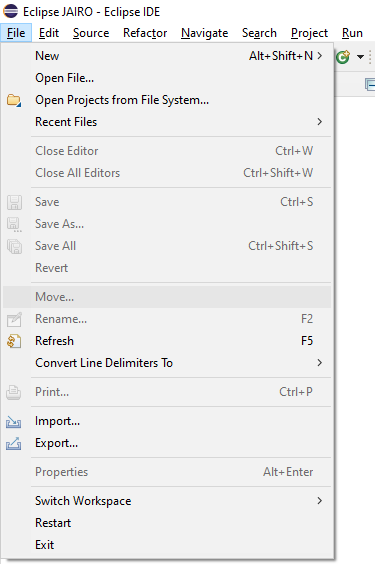 Eclipse JAIRO - Eclipse IDE
File Edit Source Refactor Navigate Search Project Run
New Alt+Shift+N
Open File...
Open Projects from File System...
Recent Files
Close Editor Ctrl+W
Close All Editors Ctrl+Shift+W
Save Ctrl+S
Save As...
Save All Ctrl+Shift+S
Revert
Move...
Rename... F2
Refresh F5
Convert Line Delimiters To
Print... Ctrl+P
Import...
Export...
Properties Alt+Enter
Switch Workspace
Restart
Exit